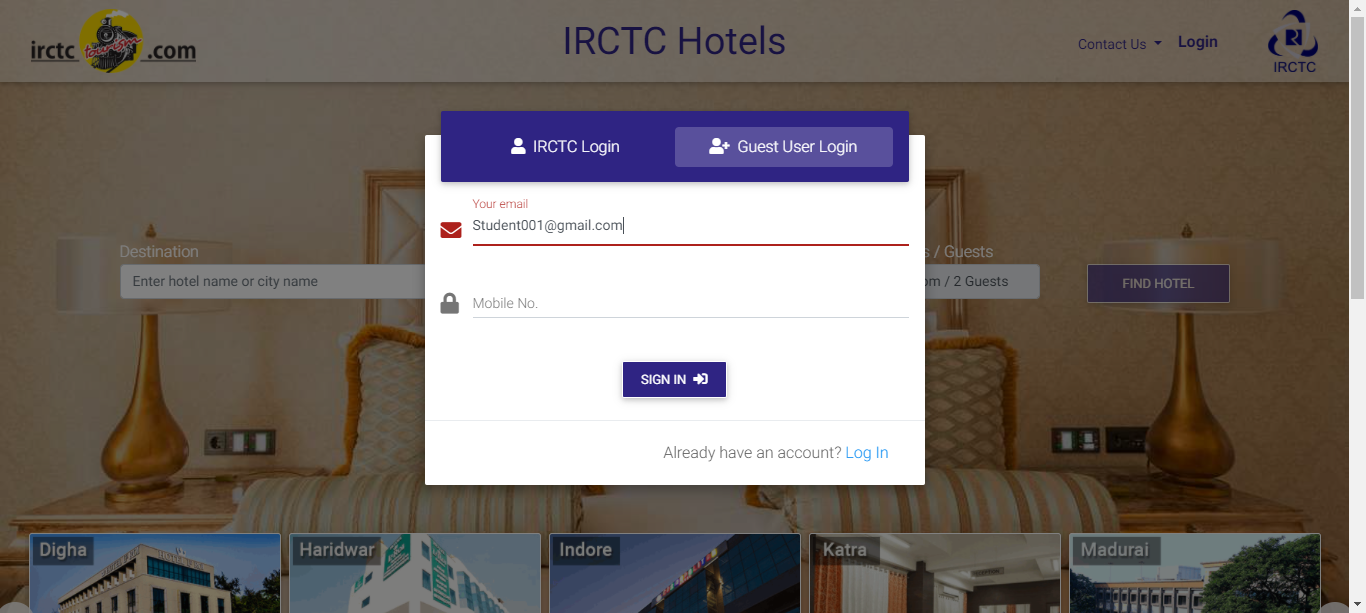 irctc tourism .com
IRCTC Hotels
Contact Us
Login
IRCTC
IRCTC Login
Guest User Login
Your email
Student001@gmail.com
Mobile No.
SIGN IN
Already have an account? Log In
Destination
/ Guests
Enter hotel name or city name
/ 2 Guests
FIND HOTEL
Digha
Haridwar
Indore
Katra
Madurai